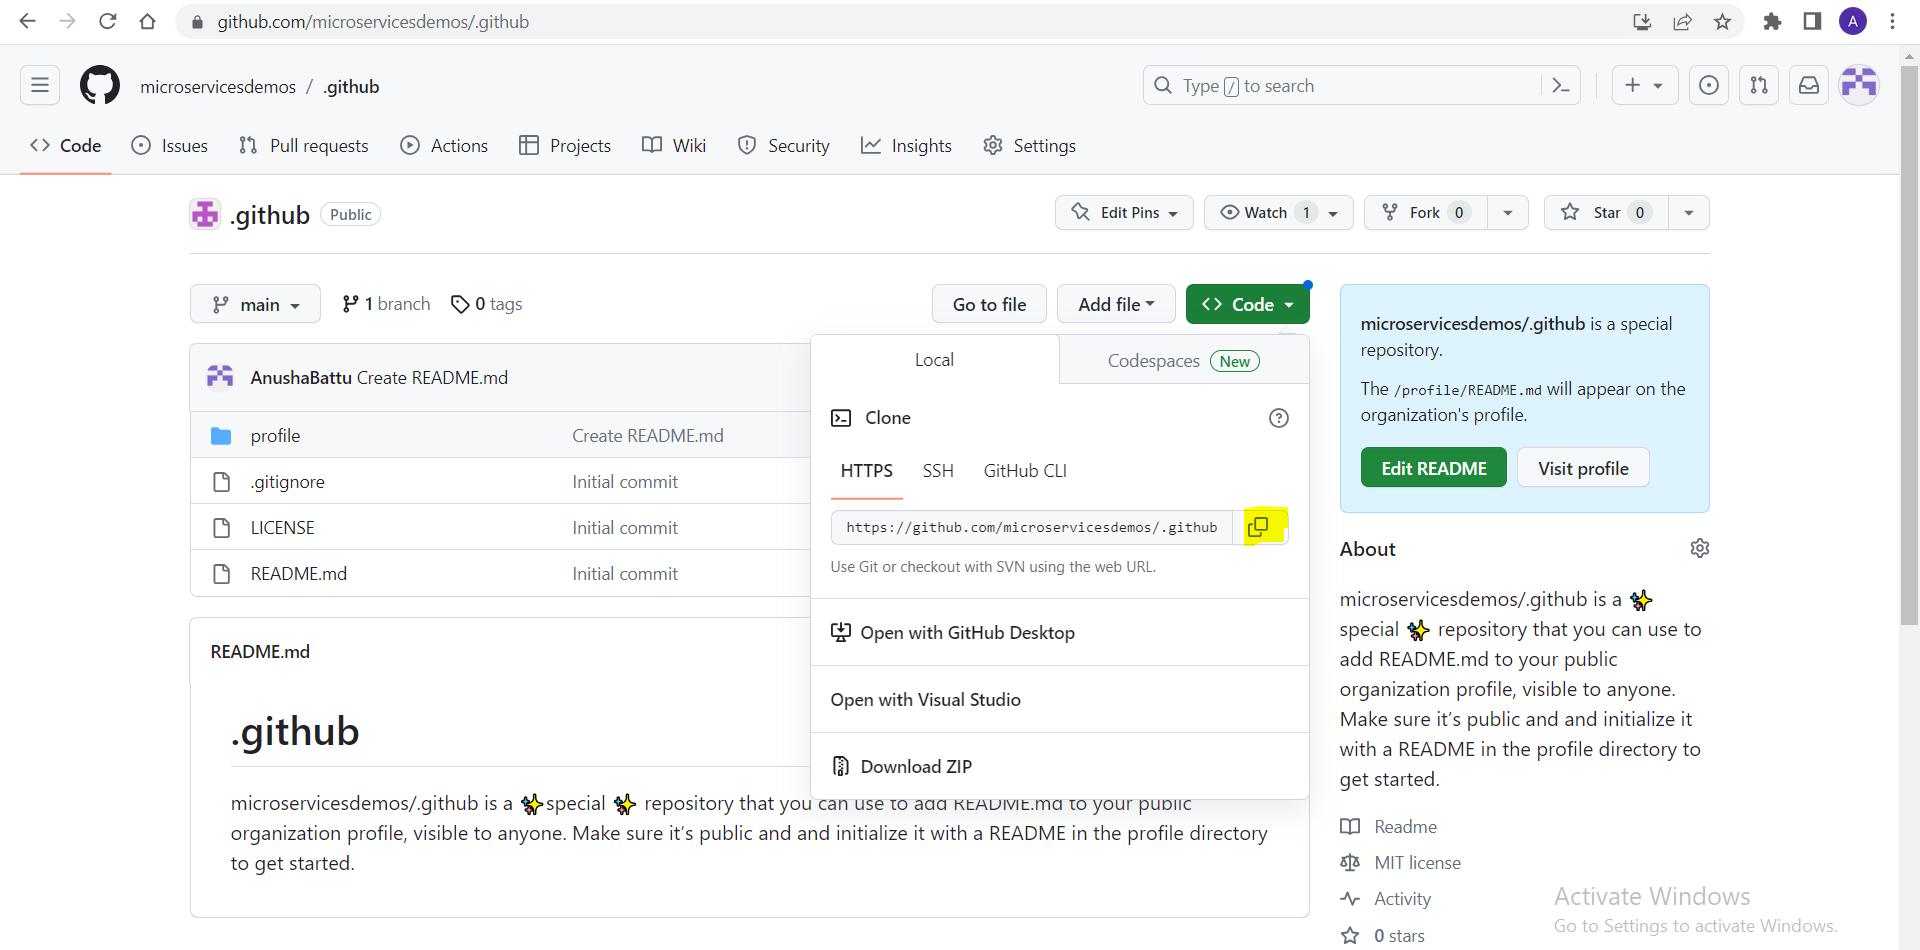 github.com/microservicesdemos/.github
A
microservicesdemos / .github
Type / to search
Code Issues Pull requests Actions Projects Wiki Security Insights Settings
.github Public
Edit Pins Watch 1 Fork 0 Star 0
main 1 branch 0 tags
Go to file Add file Code
AnushaBattu Create README.md
profile Create README.md
.gitignore Initial commit
LICENSE Initial commit
README.md Initial commit
Local Codespaces New
Clone
HTTPS SSH GitHub CLI
https://github.com/microservicesdemos/.github
Use Git or checkout with SVN using the web URL.
Open with GitHub Desktop
Open with Visual Studio
Download ZIP
README.md
.github
microservicesdemos/.github is a ✨special ✨ repository that you can use to add README.md to your public
organization profile, visible to anyone. Make sure it's public and and initialize it with a README in the profile directory
to get started.
microservicesdemos/.github is a special
repository.
The /profile/README.md will appear on the
organization's profile.
Edit README Visit profile
About
microservicesdemos/.github is a ✨
special ✨ repository that you can use to
add README.md to your public
organization profile, visible to anyone.
Make sure it's public and and initialize it
with a README in the profile directory to
get started.
Readme
MIT license
Activity
0 stars
Activate Windows
Go to Settings to activate Windows.